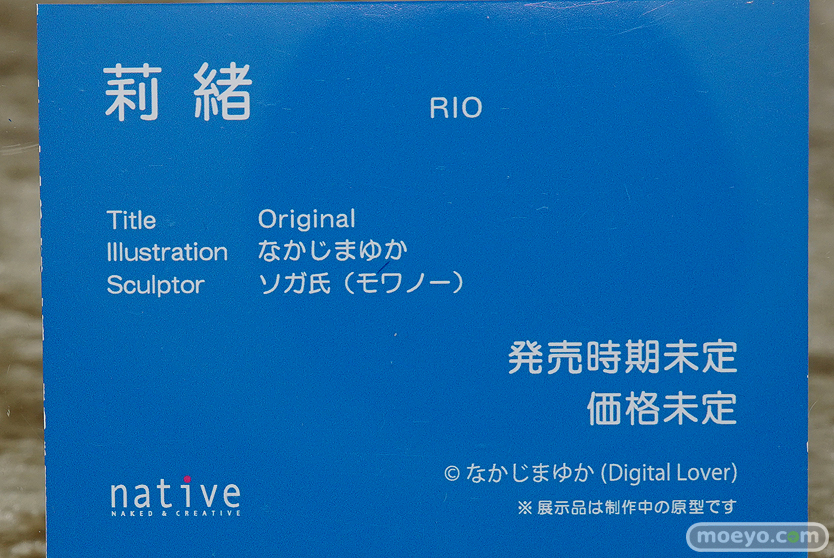 莉緒 RIO
Title Original
Illustration なかじまゆか
Sculptor ソガ氏（モワノー）
発売時期未定
価格未定
© なかじまゆか (Digital Lover)
※展示品は制作中の原型です
native
NAKED & CREATIVE
moeyo.com